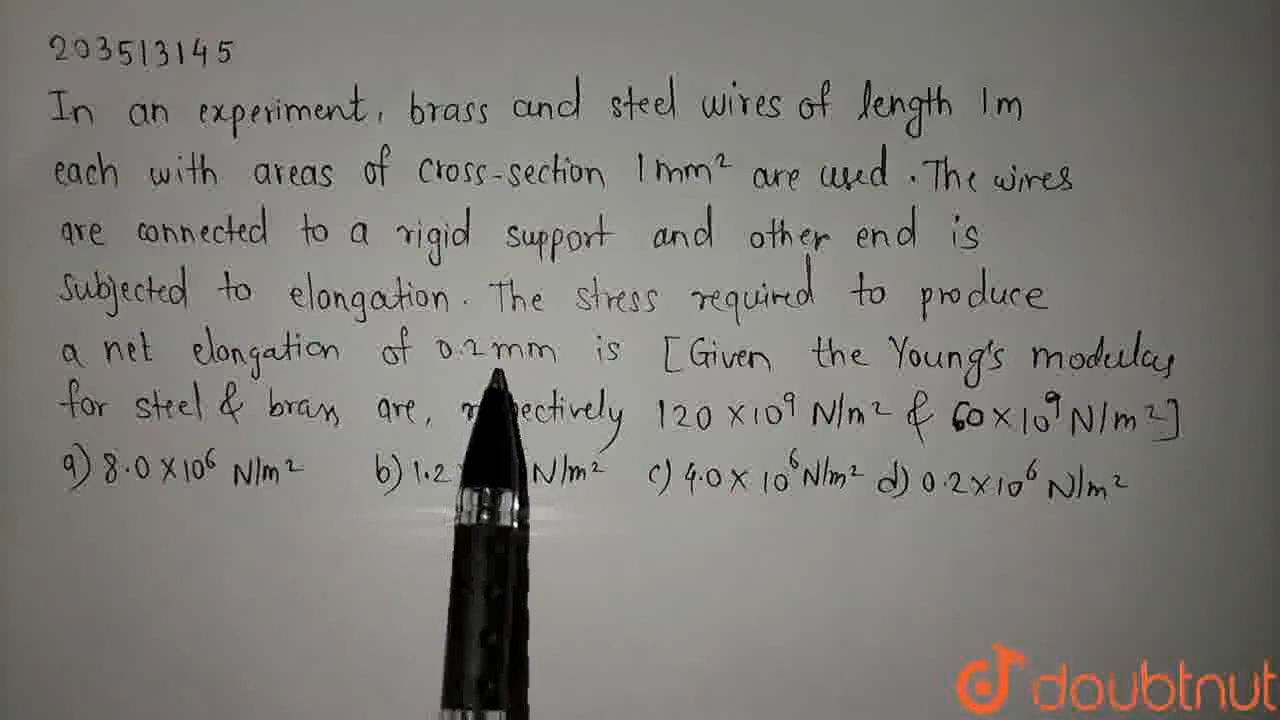 203513145
In an experiment, brass and steel wires of length 1m
each with areas of cross-section 1mm² are used. The wires
are connected to a rigid support and other end is
subjected to elongation. The stress required to produce
a net elongation of 0.2mm is [Given the Young's modulus
for steel & brass are, 120 × 10⁹ N/m² & 60 × 10⁹ N/m²]
a) 8.0 × 10⁶ N/m² b) 1.2 N/m² c) 4.0 × 10⁶ N/m² d) 0.2 × 10⁶ N/m²
doubtnut